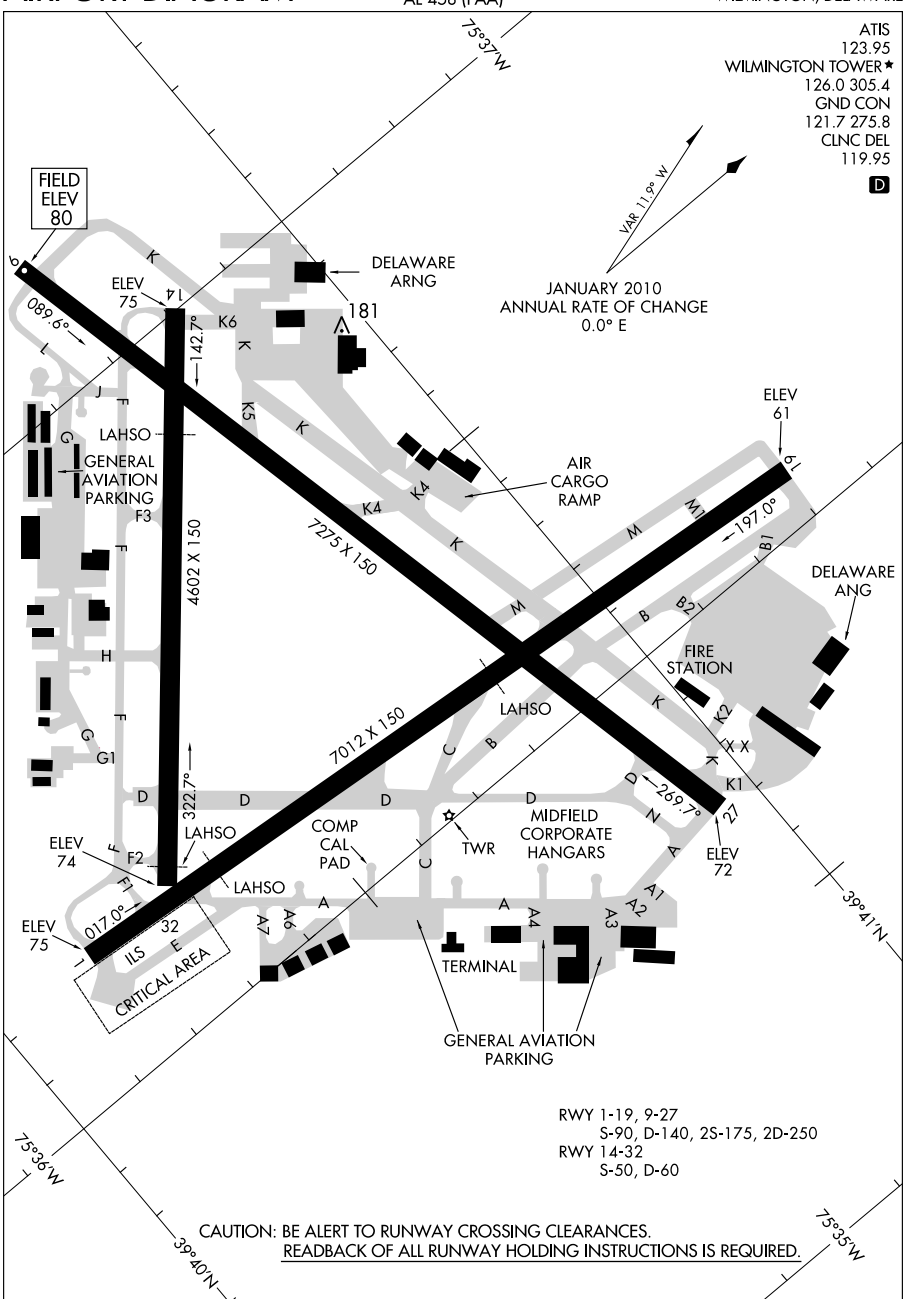 75°37'W
ATIS
123.95
WILMINGTON TOWER★
126.0 305.4
GND CON
121.7 275.8
CLNC DEL
119.95
D
FIELD
ELEV
80
VAR 11.9° W
JANUARY 2010
ANNUAL RATE OF CHANGE
0.0° E
9
089.6°
ELEV
75
14
142.7°
K
K6
K
DELAWARE
ARNG
181
L
J
F
G
LAHSO
GENERAL
AVIATION
PARKING
K5
K
K4
K4
AIR
CARGO
RAMP
ELEV
61
19
197.0°
F3
F
4602 X 150
7275 X 150
K
M
M1
M
B1
B
B2
DELAWARE
ANG
H
F
G
G1
FIRE
STATION
LAHSO
K
K2
X X
K
K1
7012 X 150
C
B
D
322.7°
D
D
D
D
269.7°
27
N
ELEV
72
LAHSO
ELEV
74
F
F2
F1
COMP
CAL
PAD
TWR
MIDFIELD
CORPORATE
HANGARS
C
A
A1
A2
LAHSO
017.0°
ELEV
75
1
ILS
32
E
CRITICAL AREA
A7
A6
A
A
A4
A3
TERMINAL
GENERAL AVIATION
PARKING
39°41'N
RWY 1-19, 9-27
S-90, D-140, 2S-175, 2D-250
RWY 14-32
S-50, D-60
75°36'W
39°40'N
75°35'W
CAUTION: BE ALERT TO RUNWAY CROSSING CLEARANCES.
READBACK OF ALL RUNWAY HOLDING INSTRUCTIONS IS REQUIRED.